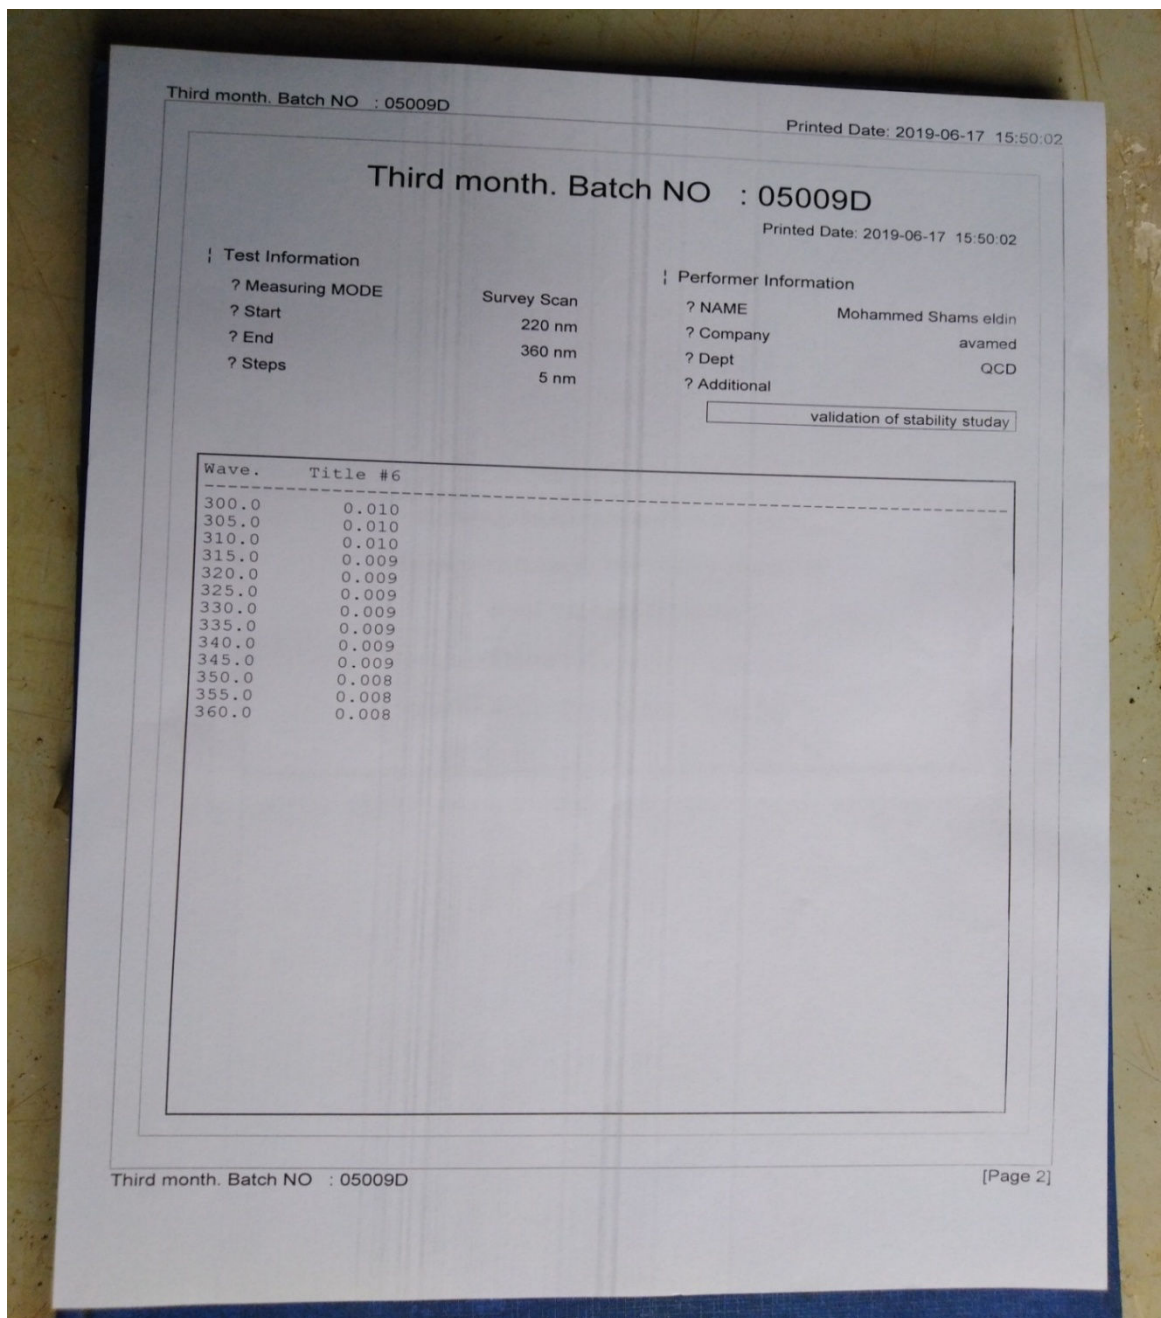 Third month. Batch NO : 05009D
Printed Date: 2019-06-17 15:50:02
Third month. Batch NO : 05009D
Printed Date: 2019-06-17 15:50:02
¦ Test Information
? Measuring MODE Survey Scan
? Start 220 nm
? End 360 nm
? Steps 5 nm
¦ Performer Information
? NAME Mohammed Shams eldin
? Company avamed
? Dept QCD
? Additional
validation of stability studay
Wave. Title #6
300.0 0.010
305.0 0.010
310.0 0.010
315.0 0.009
320.0 0.009
325.0 0.009
330.0 0.009
335.0 0.009
340.0 0.009
345.0 0.009
350.0 0.008
355.0 0.008
360.0 0.008
Third month. Batch NO : 05009D
[Page 2]